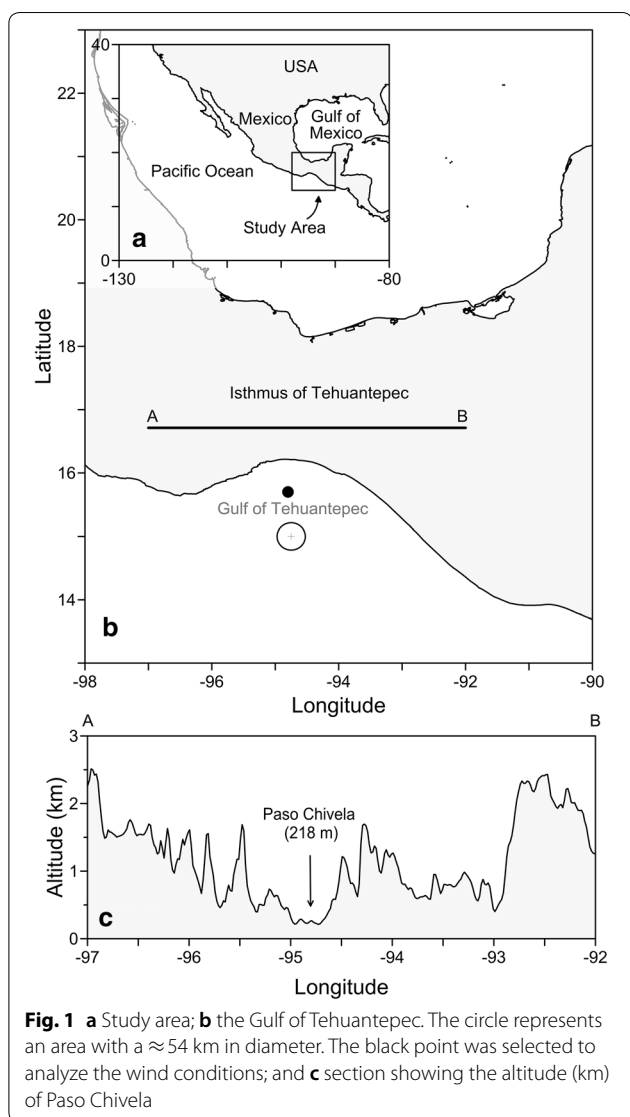 40
USA
Mexico
Gulf of
Mexico
Pacific Ocean
Study Area
a
0
-130
-80
22
20
18
16
14
Latitude
Isthmus of Tehuantepec
A
B
Gulf of Tehuantepec
b
-98
-96
-94
-92
-90
Longitude
A
B
3
2
1
0
Altitude (km)
Paso Chivela
(218 m)
c
-97
-96
-95
-94
-93
-92
Longitude
Fig. 1 a Study area; b the Gulf of Tehuantepec. The circle represents
an area with a ≈ 54 km in diameter. The black point was selected to
analyze the wind conditions; and c section showing the altitude (km)
of Paso Chivela